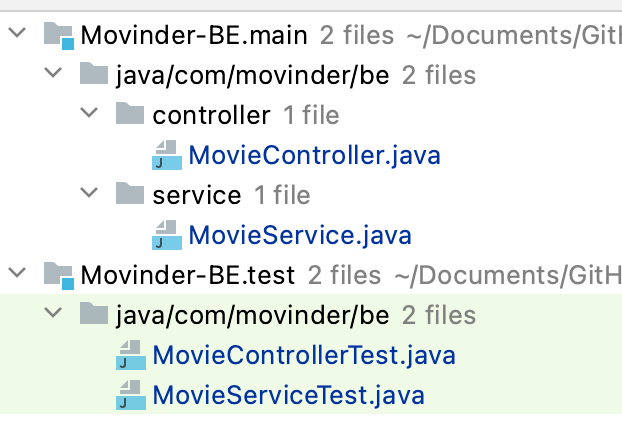 Movinder-BE.main 2 files ~/Documents/GitH
java/com/movinder/be 2 files
controller 1 file
J MovieController.java
service 1 file
J MovieService.java
Movinder-BE.test 2 files ~/Documents/GitH
java/com/movinder/be 2 files
J MovieControllerTest.java
J MovieServiceTest.java